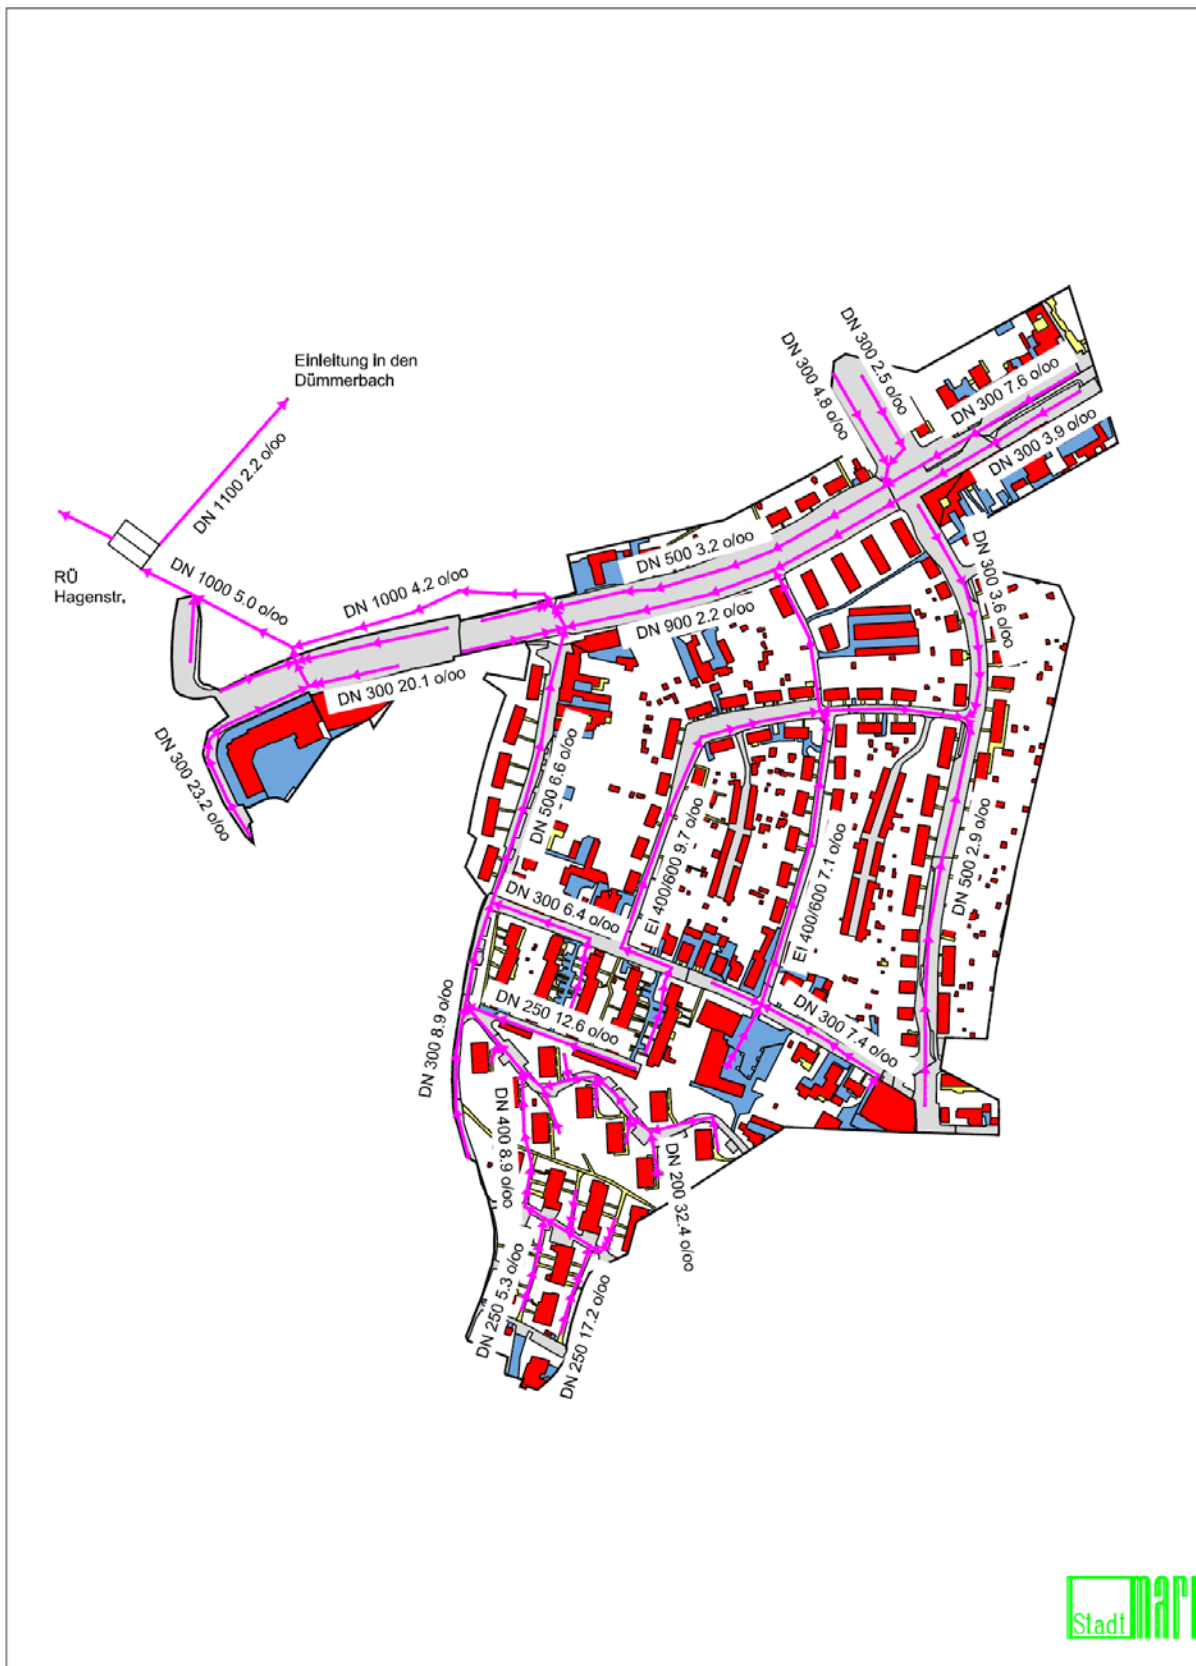 DN 300 2.5 o/oo
DN 300 4.8 o/oo
DN 300 7.6 o/oo
DN 300 3.9 o/oo
Einleitung in den
Dümmerbach
DN 1100 2.2 o/oo
RÜ
Hagenstr.
DN 1000 5.0 o/oo
DN 1000 4.2 o/oo
DN 500 3.2 o/oo
DN 900 2.2 o/oo
DN 300 3.6 o/oo
DN 300 20.1 o/oo
DN 300 23.2 o/oo
DN 500 6.6 o/oo
EI 400/600 9.7 o/oo
EI 400/600 7.1 o/oo
DN 500 2.9 o/oo
DN 300 6.4 o/oo
DN 250 12.6 o/oo
DN 300 7.4 o/oo
DN 300 8.9 o/oo
DN 400 8.9 o/oo
DN 200 32.4 o/oo
DN 250 5.3 o/oo
DN 250 17.2 o/oo
Stadt